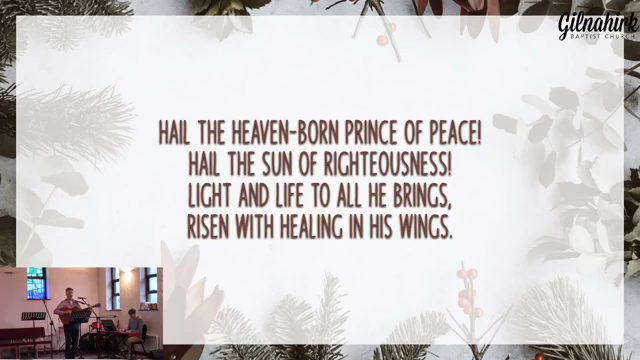 Gilnahirk
BAPTIST CHURCH
HAIL THE HEAVEN-BORN PRINCE OF PEACE!
HAIL THE SUN OF RIGHTEOUSNESS!
LIGHT AND LIFE TO ALL HE BRINGS,
RISEN WITH HEALING IN HIS WINGS.